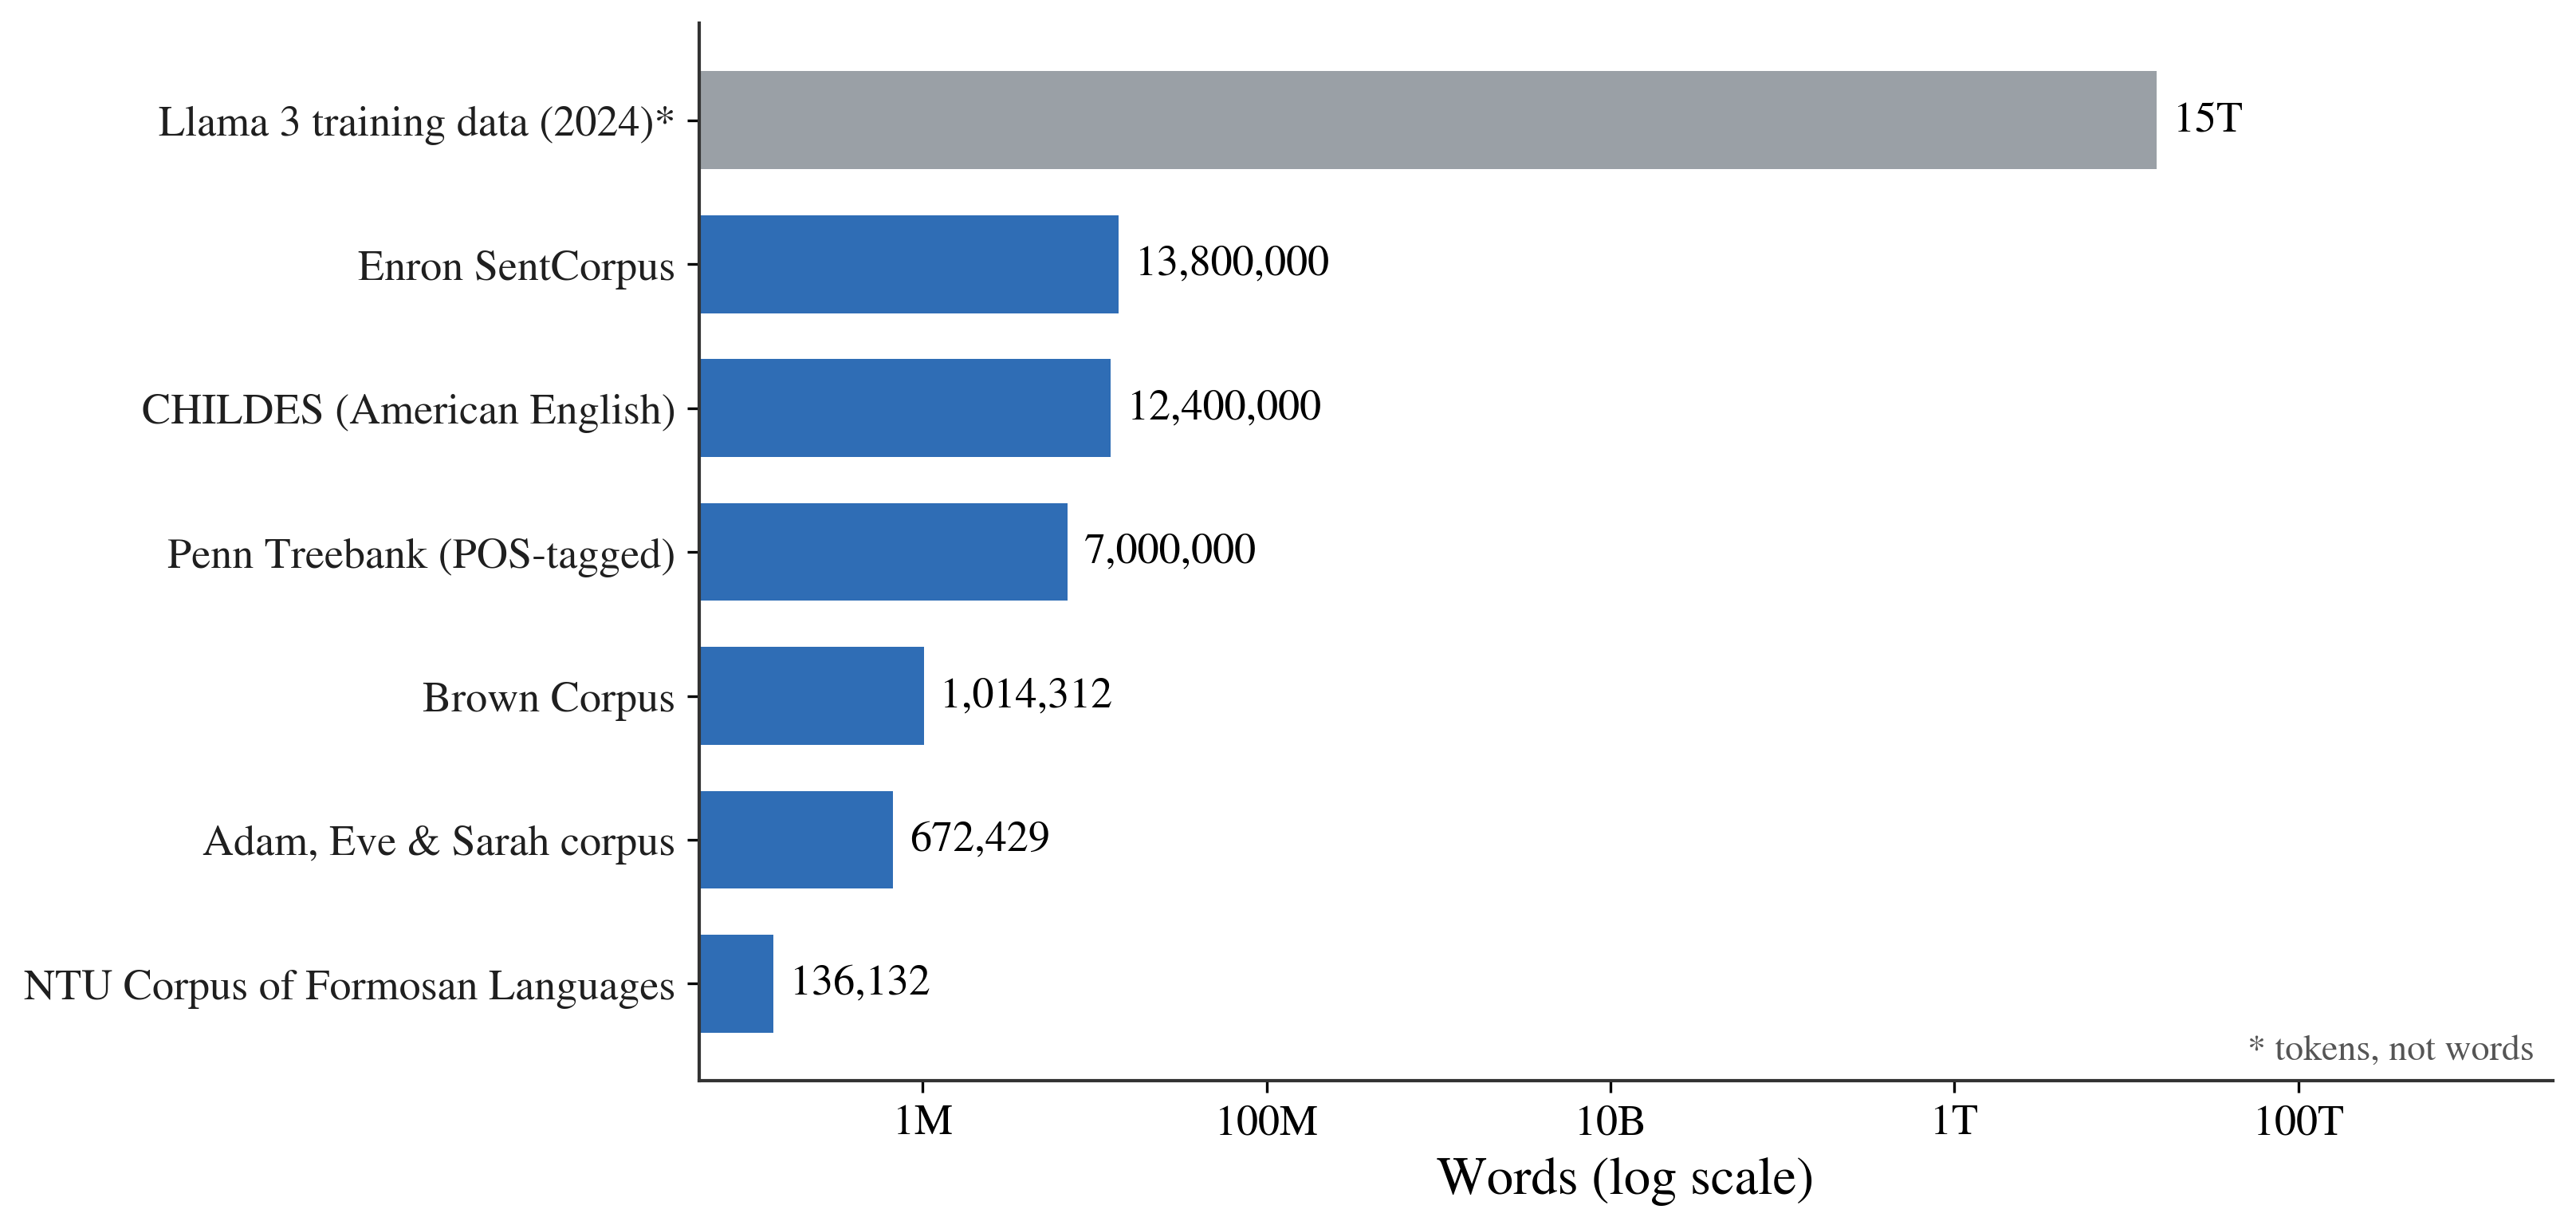 Llama 3 training data (2024)*
15T
Enron SentCorpus
13,800,000
CHILDES (American English)
12,400,000
Penn Treebank (POS-tagged)
7,000,000
Brown Corpus
1,014,312
Adam, Eve & Sarah corpus
672,429
NTU Corpus of Formosan Languages
136,132
* tokens, not words
1M 100M 10B 1T 100T
Words (log scale)